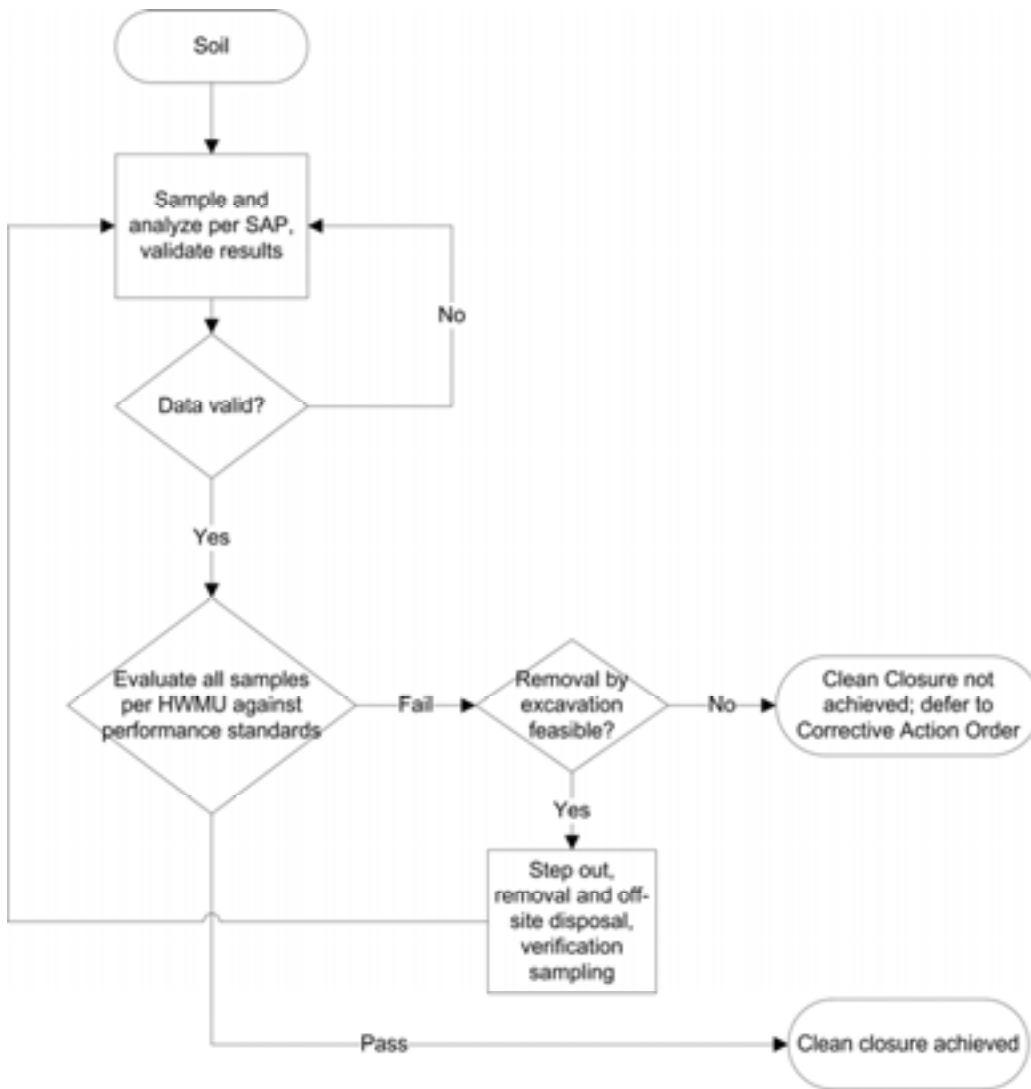 Soil
Sample and
analyze per SAP,
validate results
No
Data valid?
Yes
Evaluate all samples
per HWMU against
performance standards
Fail
Removal by
excavation
feasible?
No
Clean Closure not
achieved; defer to
Corrective Action Order
Yes
Step out,
removal and off-
site disposal,
verification
sampling
Pass
Clean closure achieved